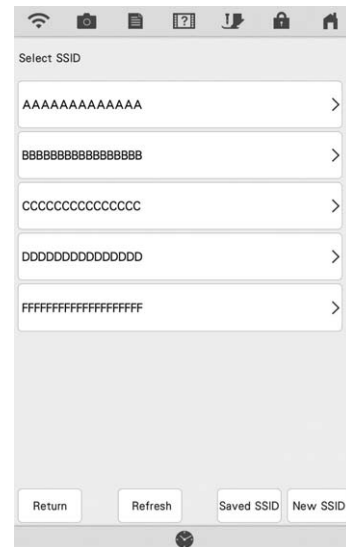 Select SSID
AAAAAAAAAAAAA
BBBBBBBBBBBBBBBBB
CCCCCCCCCCCCCCC
DDDDDDDDDDDDDDD
FFFFFFFFFFFFFFFFFFFF
Return Refresh Saved SSID New SSID